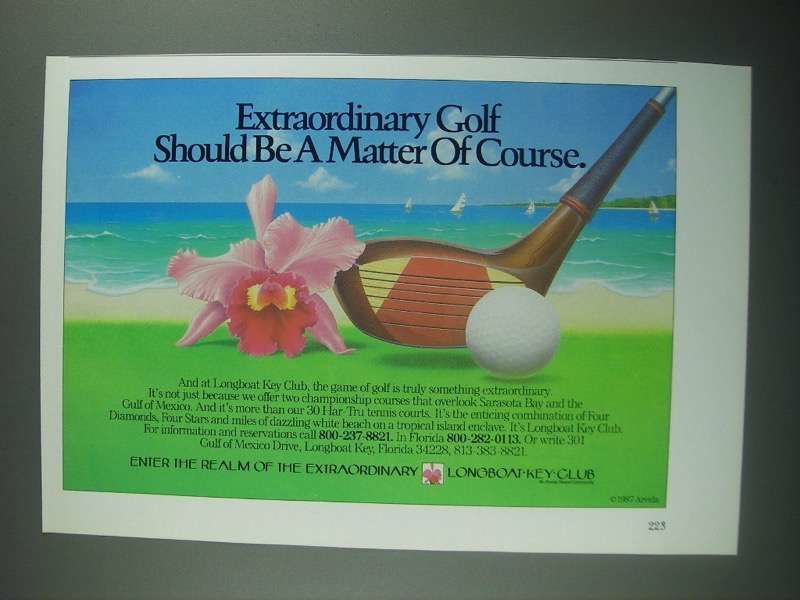 Extraordinary Golf
Should Be A Matter Of Course.
And at Longboat Key Club, the game of golf is truly something extraordinary.
It's not just because we offer two championship courses that overlook Sarasota Bay and the
Gulf of Mexico. And it's more than our 30 Har-Tru tennis courts. It's the enticing combination of Four
Diamonds, Four Stars and miles of dazzling white beach on a tropical island enclave. It's Longboat Key Club.
For information and reservations call 800-237-8821. In Florida 800-282-0113. Or write 301
Gulf of Mexico Drive, Longboat Key, Florida 34228, 813-383-8821.
ENTER THE REALM OF THE EXTRAORDINARY LONGBOAT·KEY·CLUB
© 1987 Arvida
223